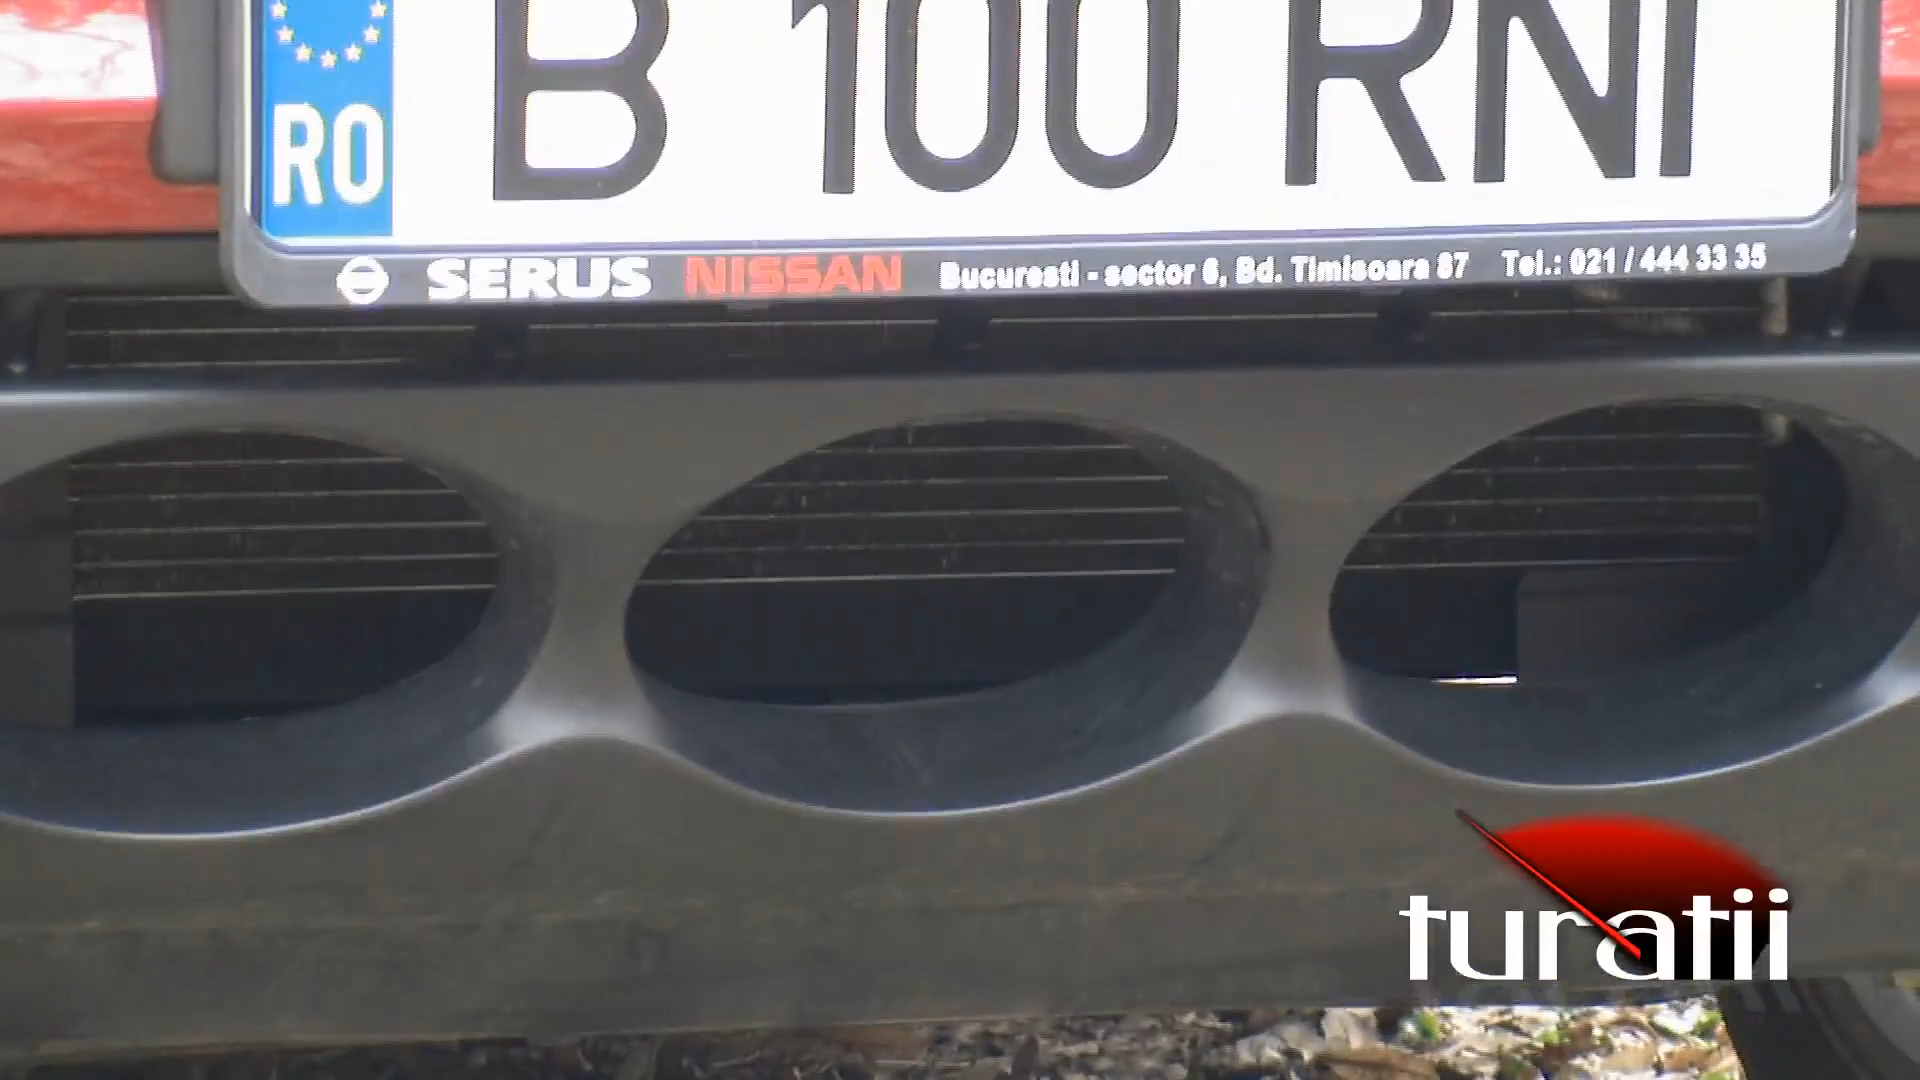 B 100 RNI
RO
SERUS NISSAN Bucuresti - sector 6, Bd. Timisoara 87 Tel.: 021 / 444 33 35
turatii